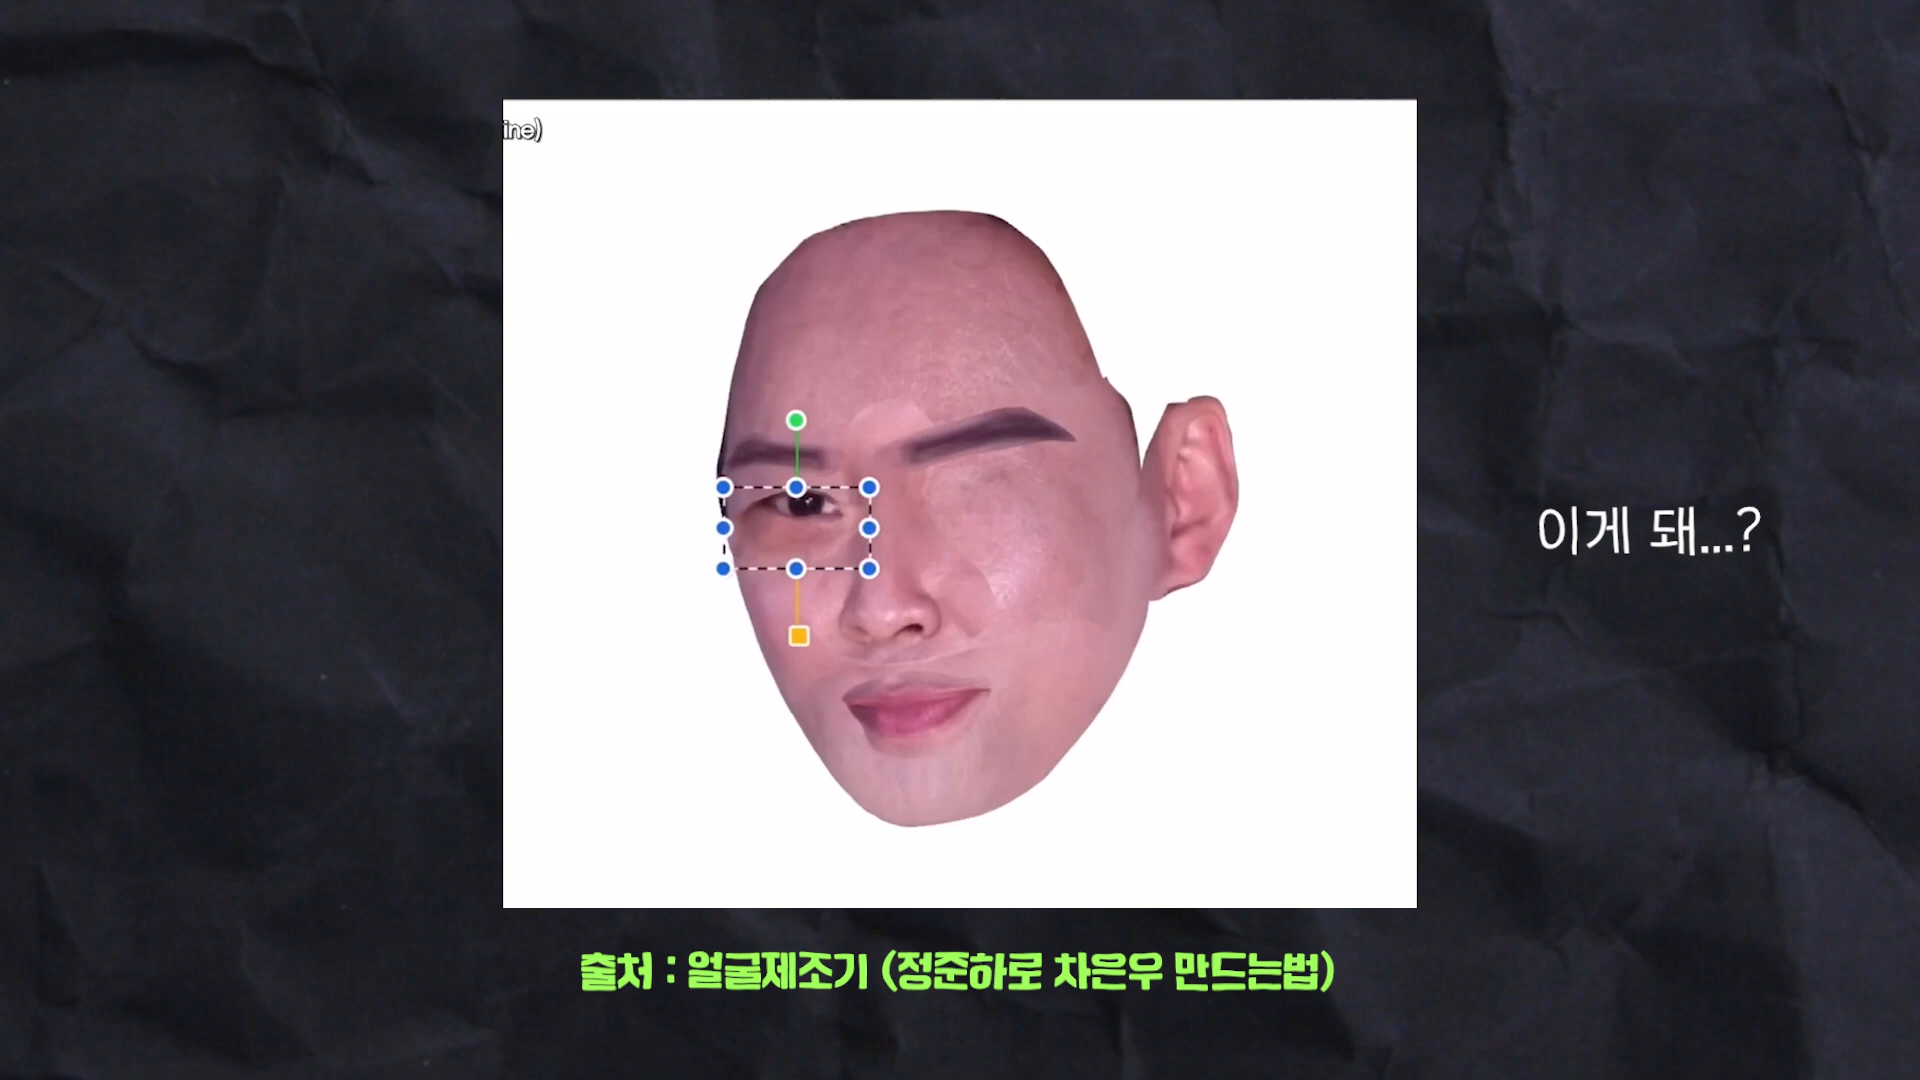 ine)
이게 돼...?
출처 : 얼굴제조기 (정준하로 차은우 만드는법)